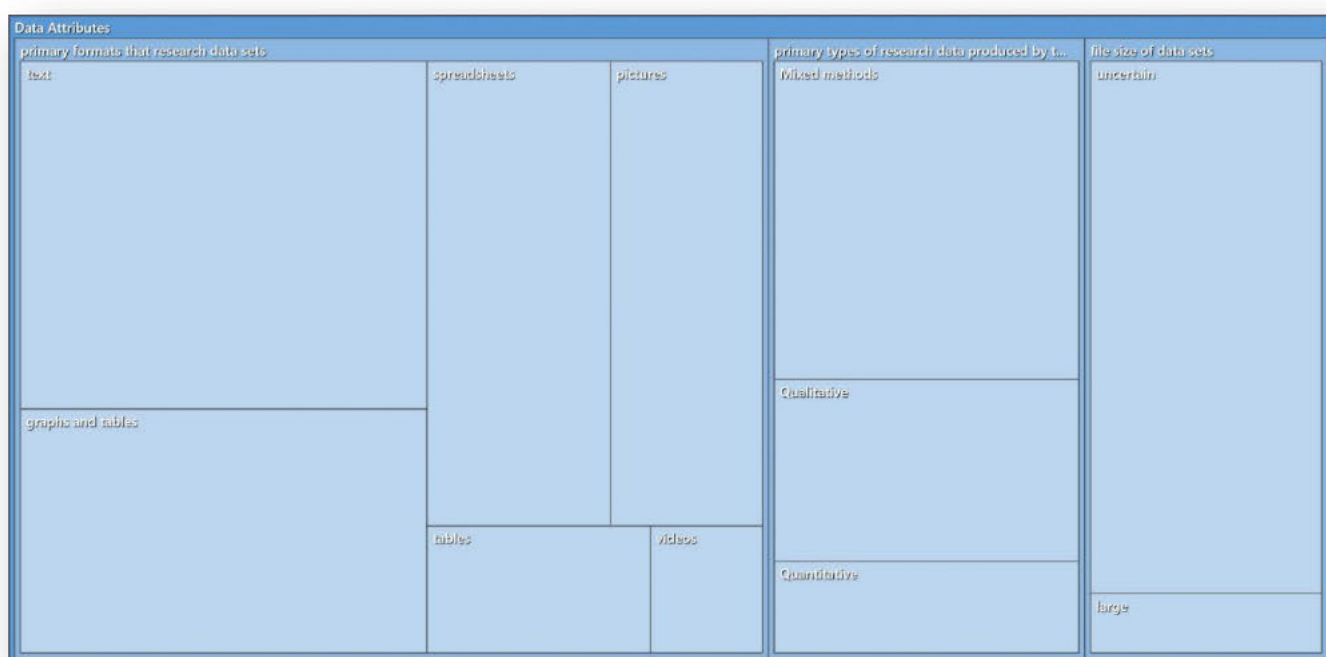 Data Attributes
primary formats that research data sets
text
spreadsheets
pictures
graphs and tables
tables
videos
primary types of research data produced by t...
Mixed methods
Qualitative
Quantitative
file size of data sets
uncertain
large